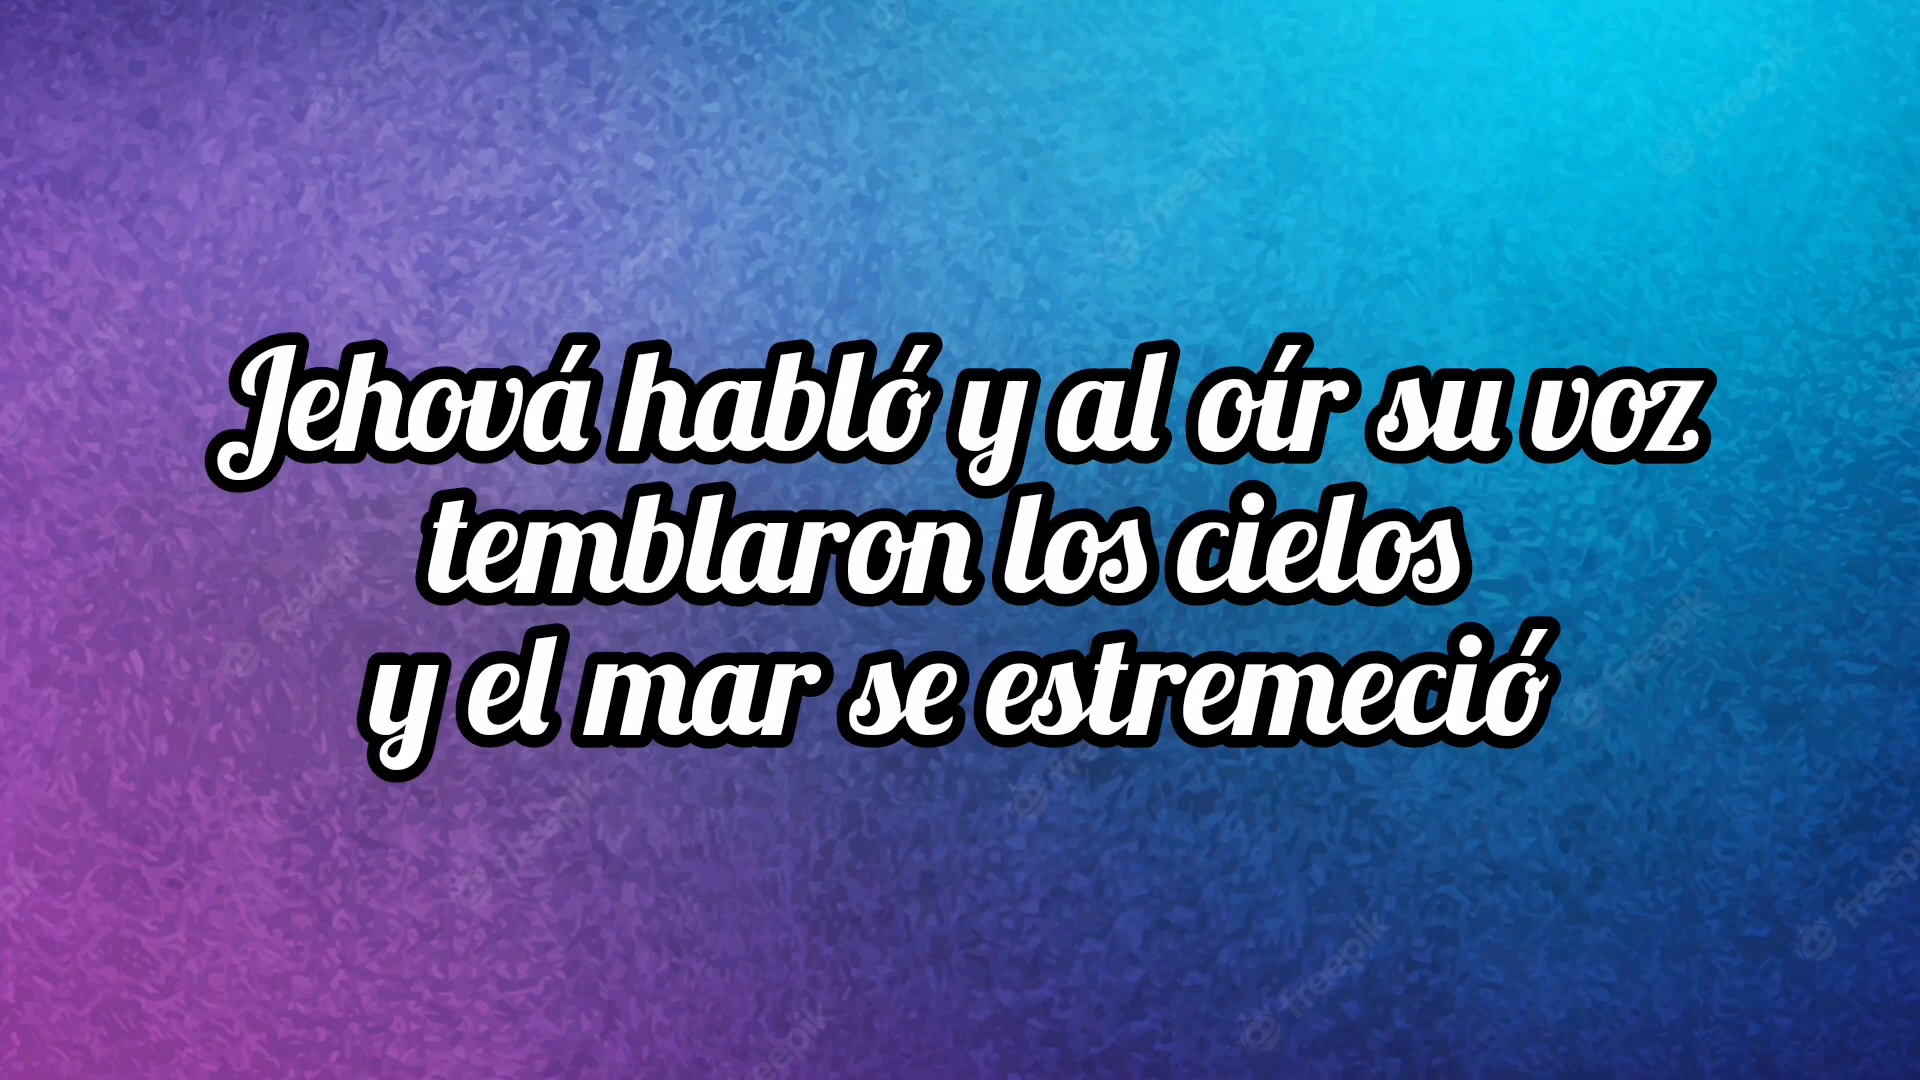 Jehová habló y al oír su voz
temblaron los cielos
y el mar se estremeció